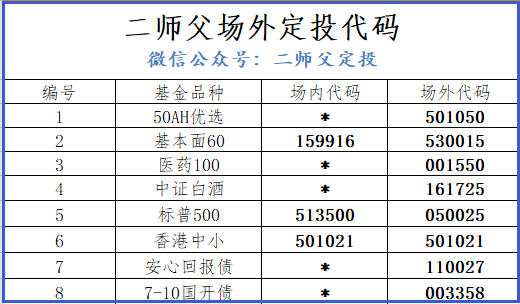 二师父场外定投代码
微信公众号：二师父定投
编号 基金品种 场内代码 场外代码
1 50AH优选 * 501050
2 基本面60 159916 530015
3 医药100 * 001550
4 中证白酒 * 161725
5 标普500 513500 050025
6 香港中小 501021 501021
7 安心回报债 * 110027
8 7-10国开债 * 003358